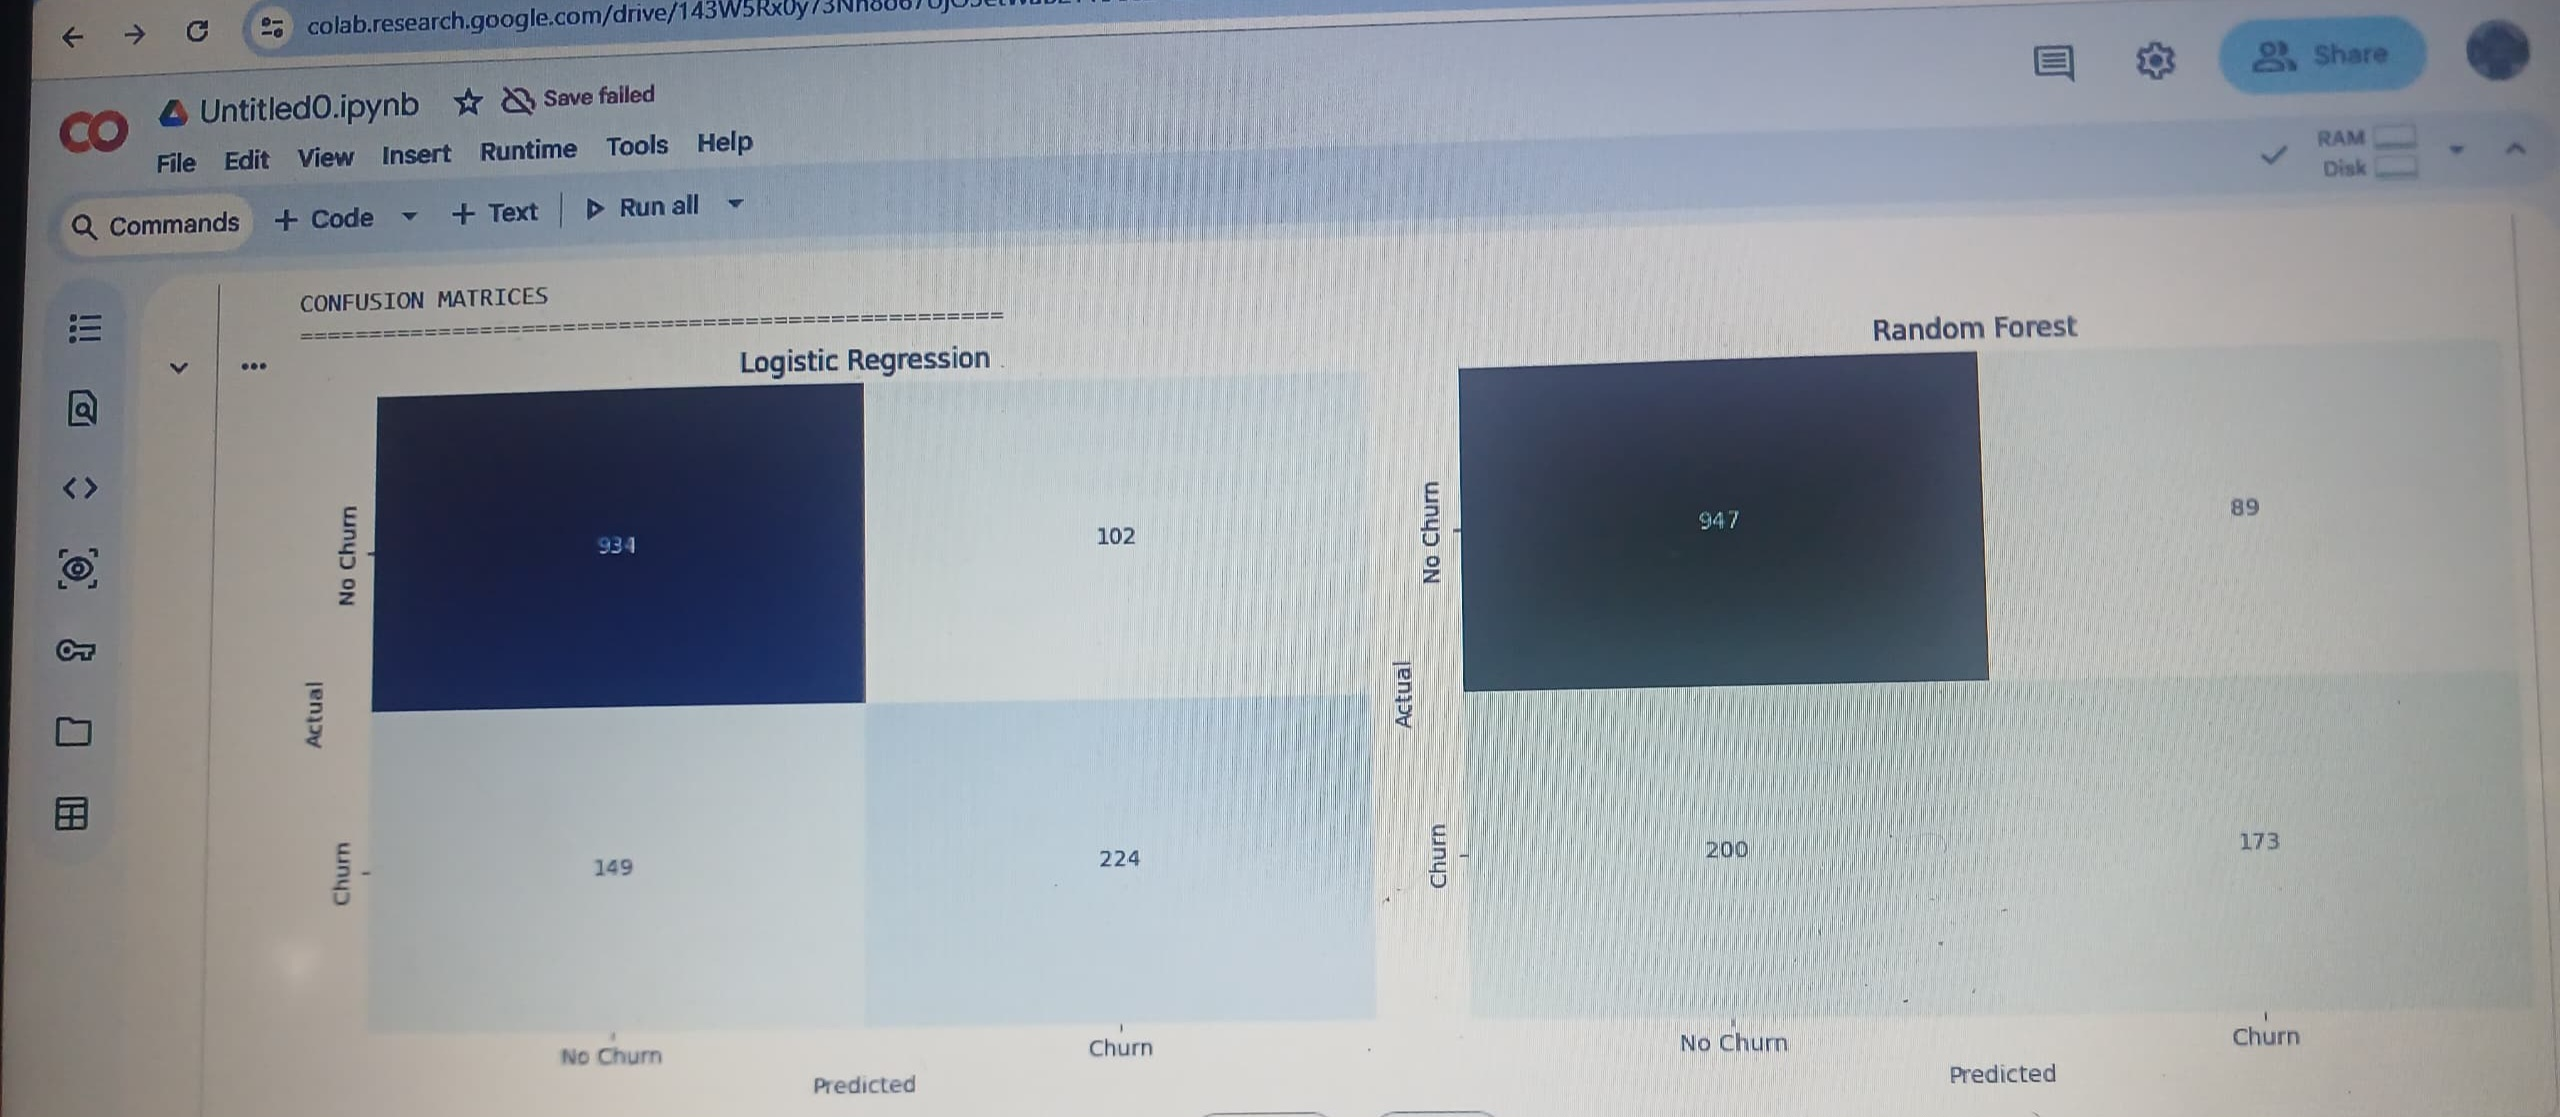 colab.research.google.com/drive/143W5Rx0y73Nh8
Untitled0.ipynb Save failed
Share
File Edit View Insert Runtime Tools Help
RAM
Disk
Commands + Code + Text Run all
CONFUSION MATRICES
==================================================
Logistic Regression
Random Forest
Actual
No Churn
934
102
Churn
149
224
No Churn
Churn
Predicted
Actual
No Churn
947
89
Churn
200
173
No Churn
Churn
Predicted